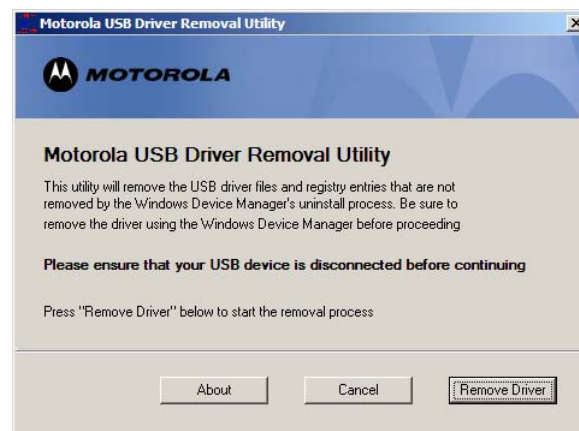 Motorola USB Driver Removal Utility
MOTOROLA
Motorola USB Driver Removal Utility
This utility will remove the USB driver files and registry entries that are not
removed by the Windows Device Manager's uninstall process. Be sure to
remove the driver using the Windows Device Manager before proceeding
Please ensure that your USB device is disconnected before continuing
Press "Remove Driver" below to start the removal process
About Cancel Remove Driver